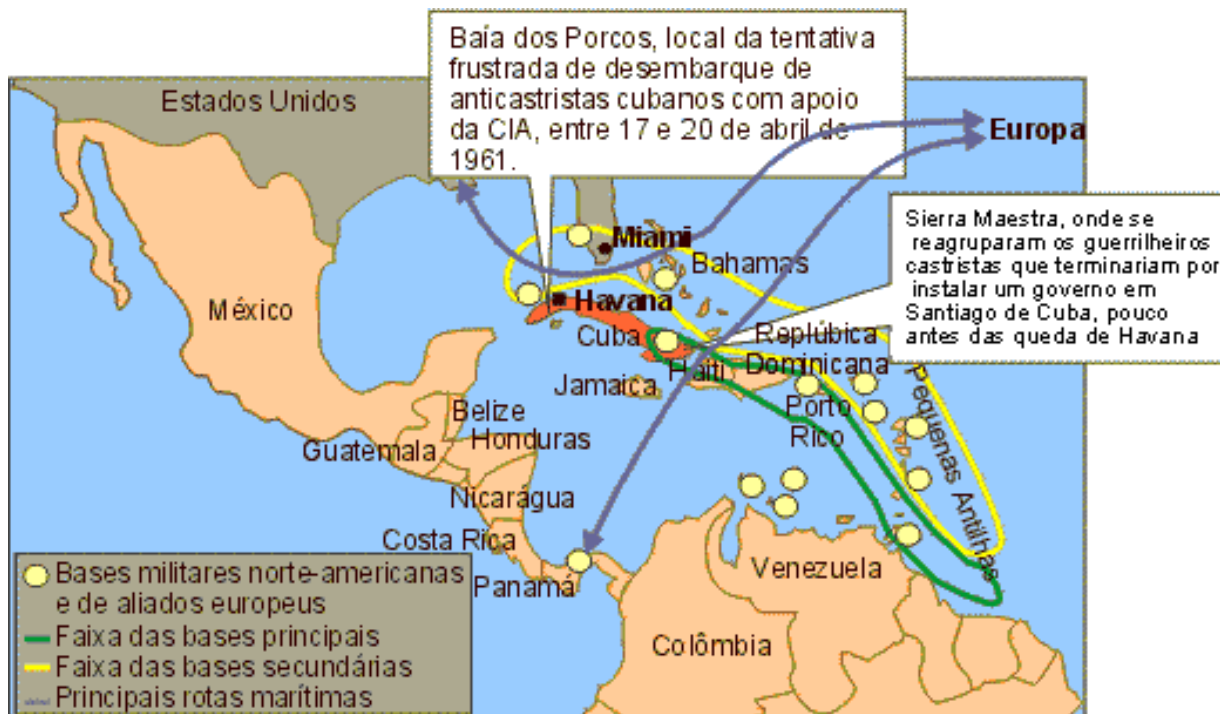 Baía dos Porcos, local da tentativa
frustrada de desembarque de
anticastristas cubanos com apoio
da CIA, entre 17 e 20 de abril de
1961.
Estados Unidos
Europa
Sierra Maestra, onde se
reagruparam os guerrilheiros
castristas que terminariam por
instalar um governo em
Santiago de Cuba, pouco
antes das queda de Havana
Miami
Bahamas
México
Havana
Cuba
Replúbica
Dominicana
Haiti
Jamaica
Porto
Rico
Pequenas Antilhas
Belize
Honduras
Guatemala
Nicarágua
Costa Rica
Panamá
Venezuela
Colômbia
Bases militares norte-americanas
e de aliados europeus
Faixa das bases principais
Faixa das bases secundárias
Principais rotas marítimas